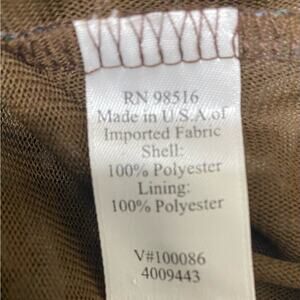 RN 98516
Made in U.S.A of
Imported Fabric
Shell:
100% Polyester
Lining:
100% Polyester
V#100086
4009443